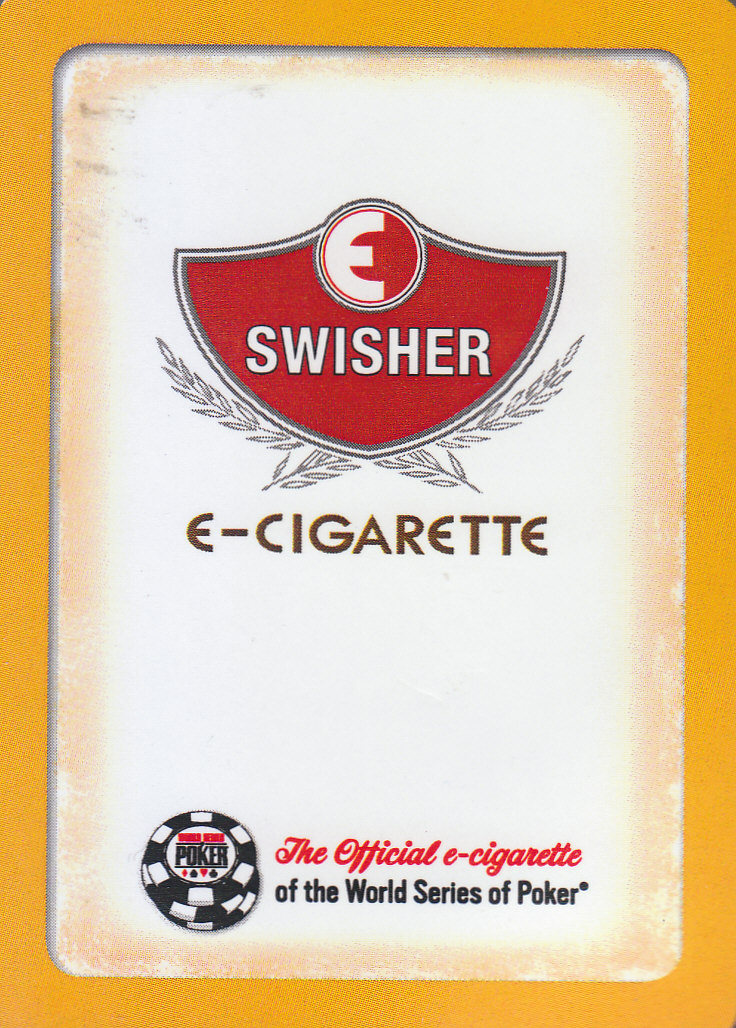 E
SWISHER
E-CIGARETTE
WORLD SERIES
POKER
The Official e-cigarette
of the World Series of Poker®